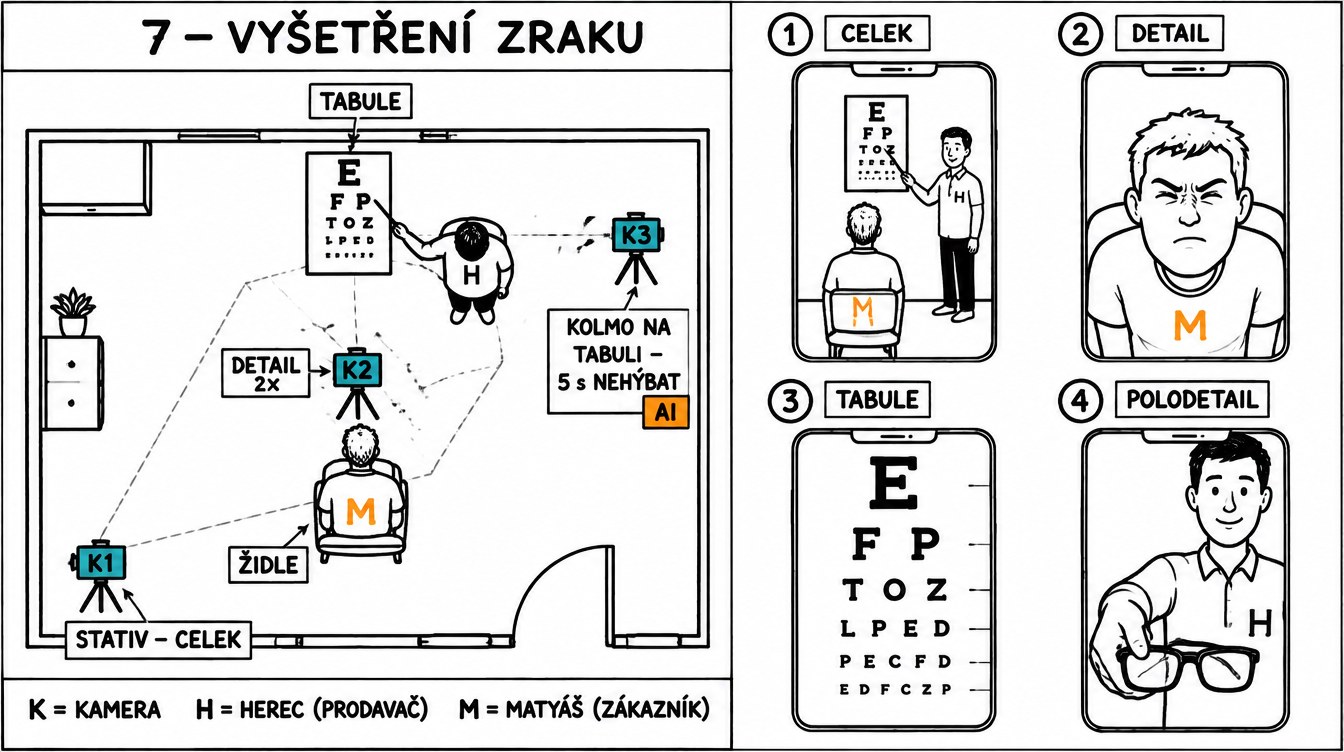 7 – VYŠETŘENÍ ZRAKU
TABULE
E
F P
T O Z
L P E D
H
K3
KOLMO NA
TABULI –
5 s NEHÝBAT
AI
DETAIL
2X
K2
M
ŽIDLE
K1
STATIV – CELEK
K = KAMERA H = HEREC (PRODAVAČ) M = MATYÁŠ (ZÁKAZNÍK)
1 CELEK
E
F P
T O Z
H
M
2 DETAIL
M
3 TABULE
E
F P
T O Z
L P E D
P E C F D
E D F C Z P
4 POLODETAIL
H